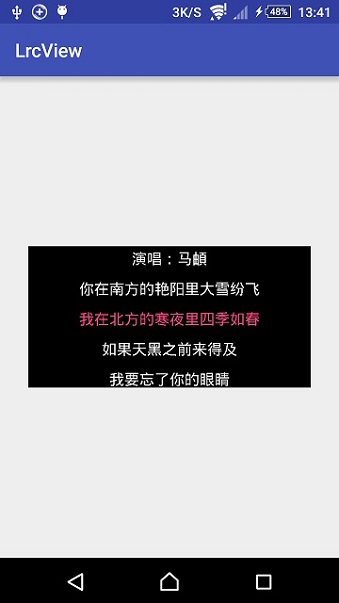 3K/S 48% 13:41
LrcView
演唱：马頔
你在南方的艳阳里大雪纷飞
我在北方的寒夜里四季如春
如果天黑之前来得及
我要忘了你的眼睛